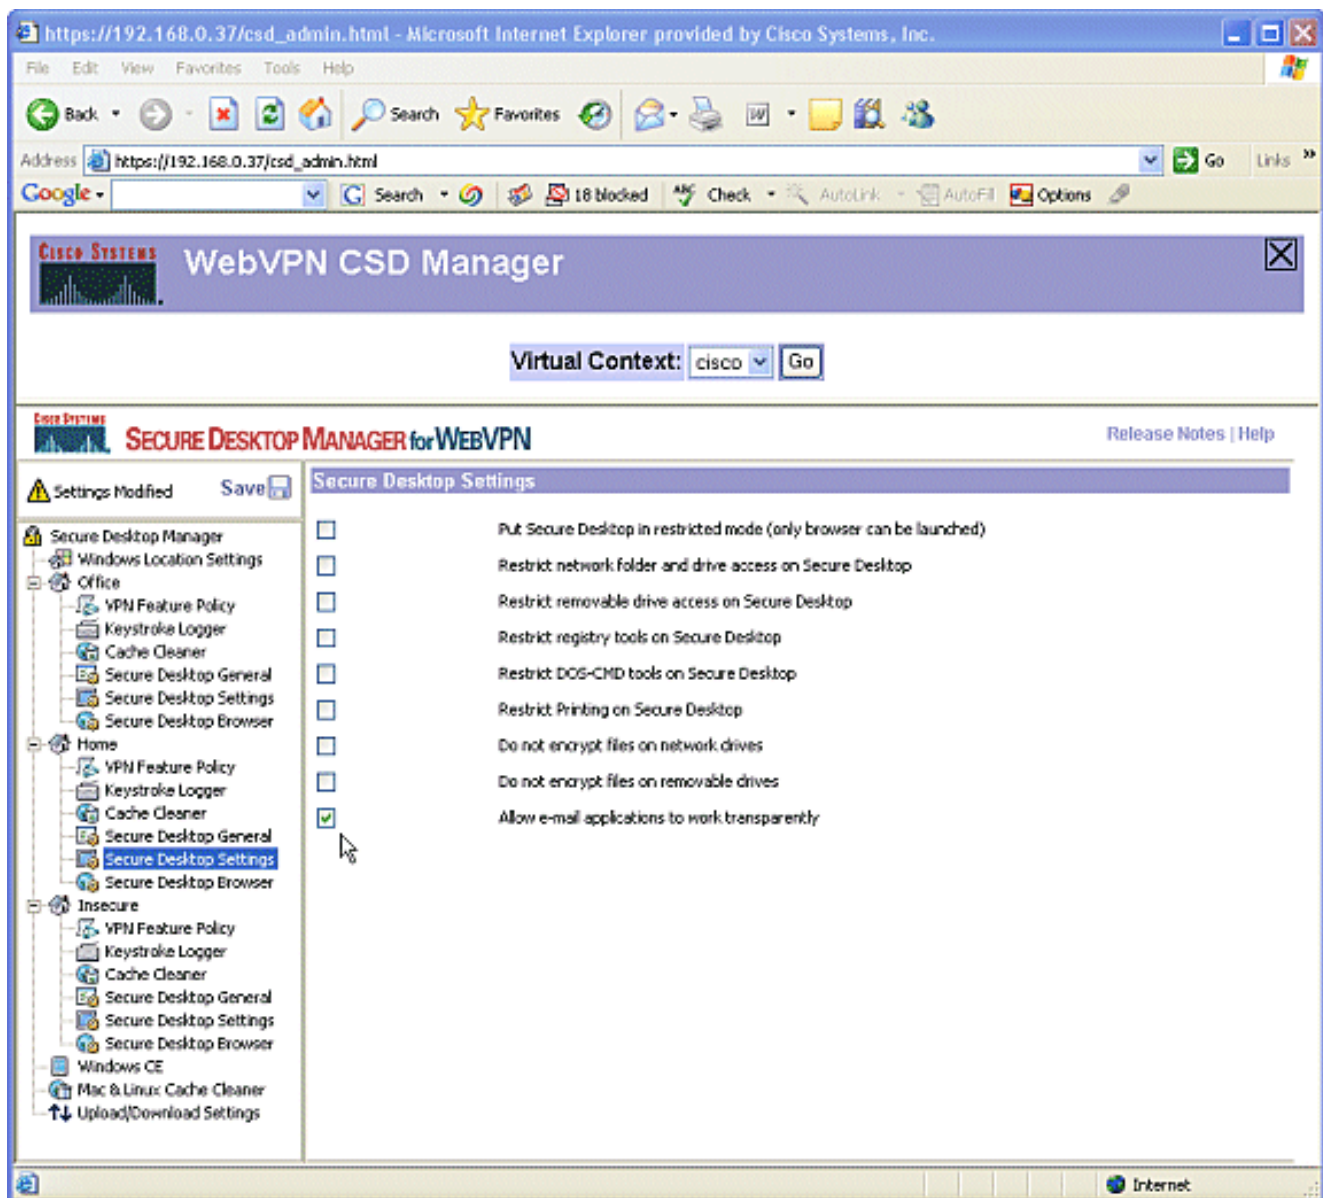 https://192.168.0.37/csd_admin.html - Microsoft Internet Explorer provided by Cisco Systems, Inc.
File Edit View Favorites Tools Help
Back Search Favorites W
Address https://192.168.0.37/csd_admin.html Go Links »
Google Search 18 blocked ABC Check AutoLink AutoFill Options
CISCO SYSTEMS
WebVPN CSD Manager
Virtual Context: cisco Go
CISCO SYSTEMS
SECURE DESKTOP MANAGER for WEBVPN
Release Notes | Help
Settings Modified Save
Secure Desktop Manager
Windows Location Settings
Office
VPN Feature Policy
Keystroke Logger
Cache Cleaner
Secure Desktop General
Secure Desktop Settings
Secure Desktop Browser
Home
VPN Feature Policy
Keystroke Logger
Cache Cleaner
Secure Desktop General
Secure Desktop Settings
Secure Desktop Browser
Insecure
VPN Feature Policy
Keystroke Logger
Cache Cleaner
Secure Desktop General
Secure Desktop Settings
Secure Desktop Browser
Windows CE
Mac & Linux Cache Cleaner
Upload/Download Settings
Secure Desktop Settings
Put Secure Desktop in restricted mode (only browser can be launched)
Restrict network folder and drive access on Secure Desktop
Restrict removable drive access on Secure Desktop
Restrict registry tools on Secure Desktop
Restrict DOS-CMD tools on Secure Desktop
Restrict Printing on Secure Desktop
Do not encrypt files on network drives
Do not encrypt files on removable drives
Allow e-mail applications to work transparently
Internet